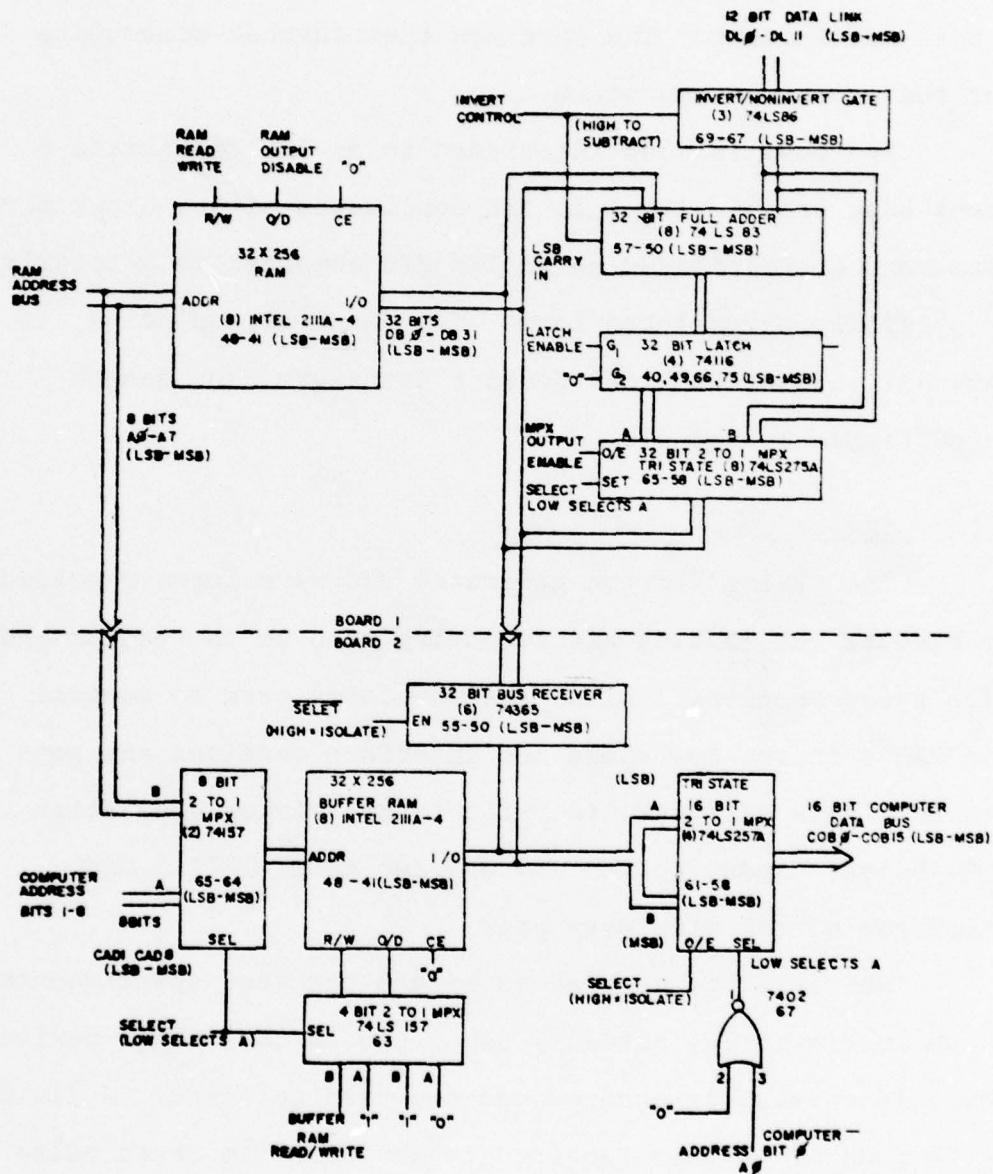 12 BIT DATA LINK
DLØ-DL 11 (LSB-MSB)
INVERT/NONINVERT GATE
(3) 74LS86
69-67 (LSB-MSB)
INVERT
CONTROL
(HIGH TO
SUBTRACT)
RAM
READ
WRITE
RAM
OUTPUT
DISABLE
"0"
R/W O/D CE
32 X 256
RAM
ADDR I/O
(8) INTEL 2111A-4
48-41 (LSB-MSB)
RAM ADDRESS
BUS
32 BITS
DB Ø-DB 31
(LSB-MSB)
32 BIT FULL ADDER
(8) 74 LS 83
57-50 (LSB-MSB)
LSB
CARRY
IN
LATCH
ENABLE
"0"
G1
G2
32 BIT LATCH
(4) 74116
40,49,66,75 (LSB-MSB)
8 BITS
AØ-A7
(LSB-MSB)
MPX
OUTPUT
ENABLE
A B
O/E 32 BIT 2 TO 1 MPX
TRI STATE (8) 74LS275A
SET 65-58 (LSB-MSB)
SELECT
LOW SELECTS A
BOARD 1
BOARD 2
32 BIT BUS RECEIVER
(6) 74365
EN 55-50 (LSB-MSB)
SELET
(HIGH=ISOLATE)
B
8 BIT
2 TO 1
MPX
(2) 74157
A
65-64
(LSB-MSB)
SEL
COMPUTER
ADDRESS
BITS 1-8
8BITS
CAD1 CAD8
(LSB-MSB)
32 X 256
BUFFER RAM
(8) INTEL 2111A-4
ADDR I/O
48-41(LSB-MSB)
R/W O/D CE
"0"
(LSB)
A
B
(MSB)
TRI STATE
16 BIT
2 TO 1 MPX
(4)74LS257A
61-58
(LSB-MSB)
O/E SEL
16 BIT COMPUTER
DATA
BUS
COBØ-COB15 (LSB-MSB)
LOW SELECTS A
SELECT
(HIGH=ISOLATE)
SELECT
(LOW SELECTS A)
4 BIT 2 TO 1 MPX
SEL 74LS 157
63
B A B A
BUFFER "1" "1" "0"
RAM
READ/WRITE
1
7402
67
2 3
"0"
ADDRESS COMPUTER
BIT Ø
A Ø